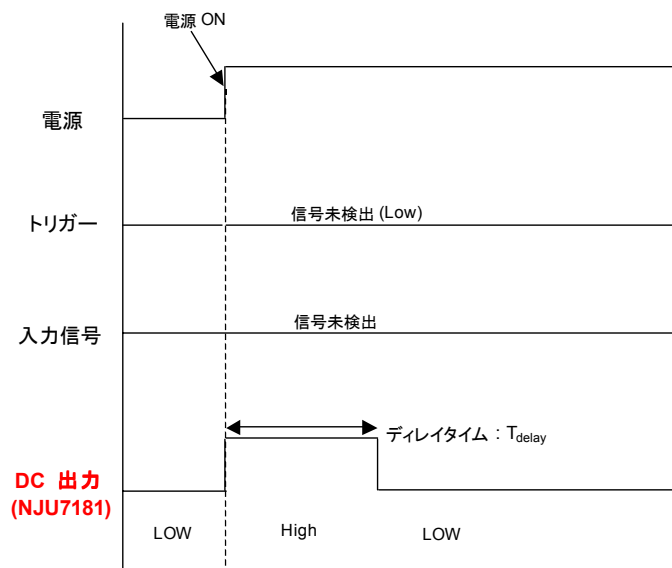 電源 ON
電源
トリガー
信号未検出 (Low)
入力信号
信号未検出
ディレイタイム : Tdelay
DC 出力
(NJU7181)
LOW
High
LOW